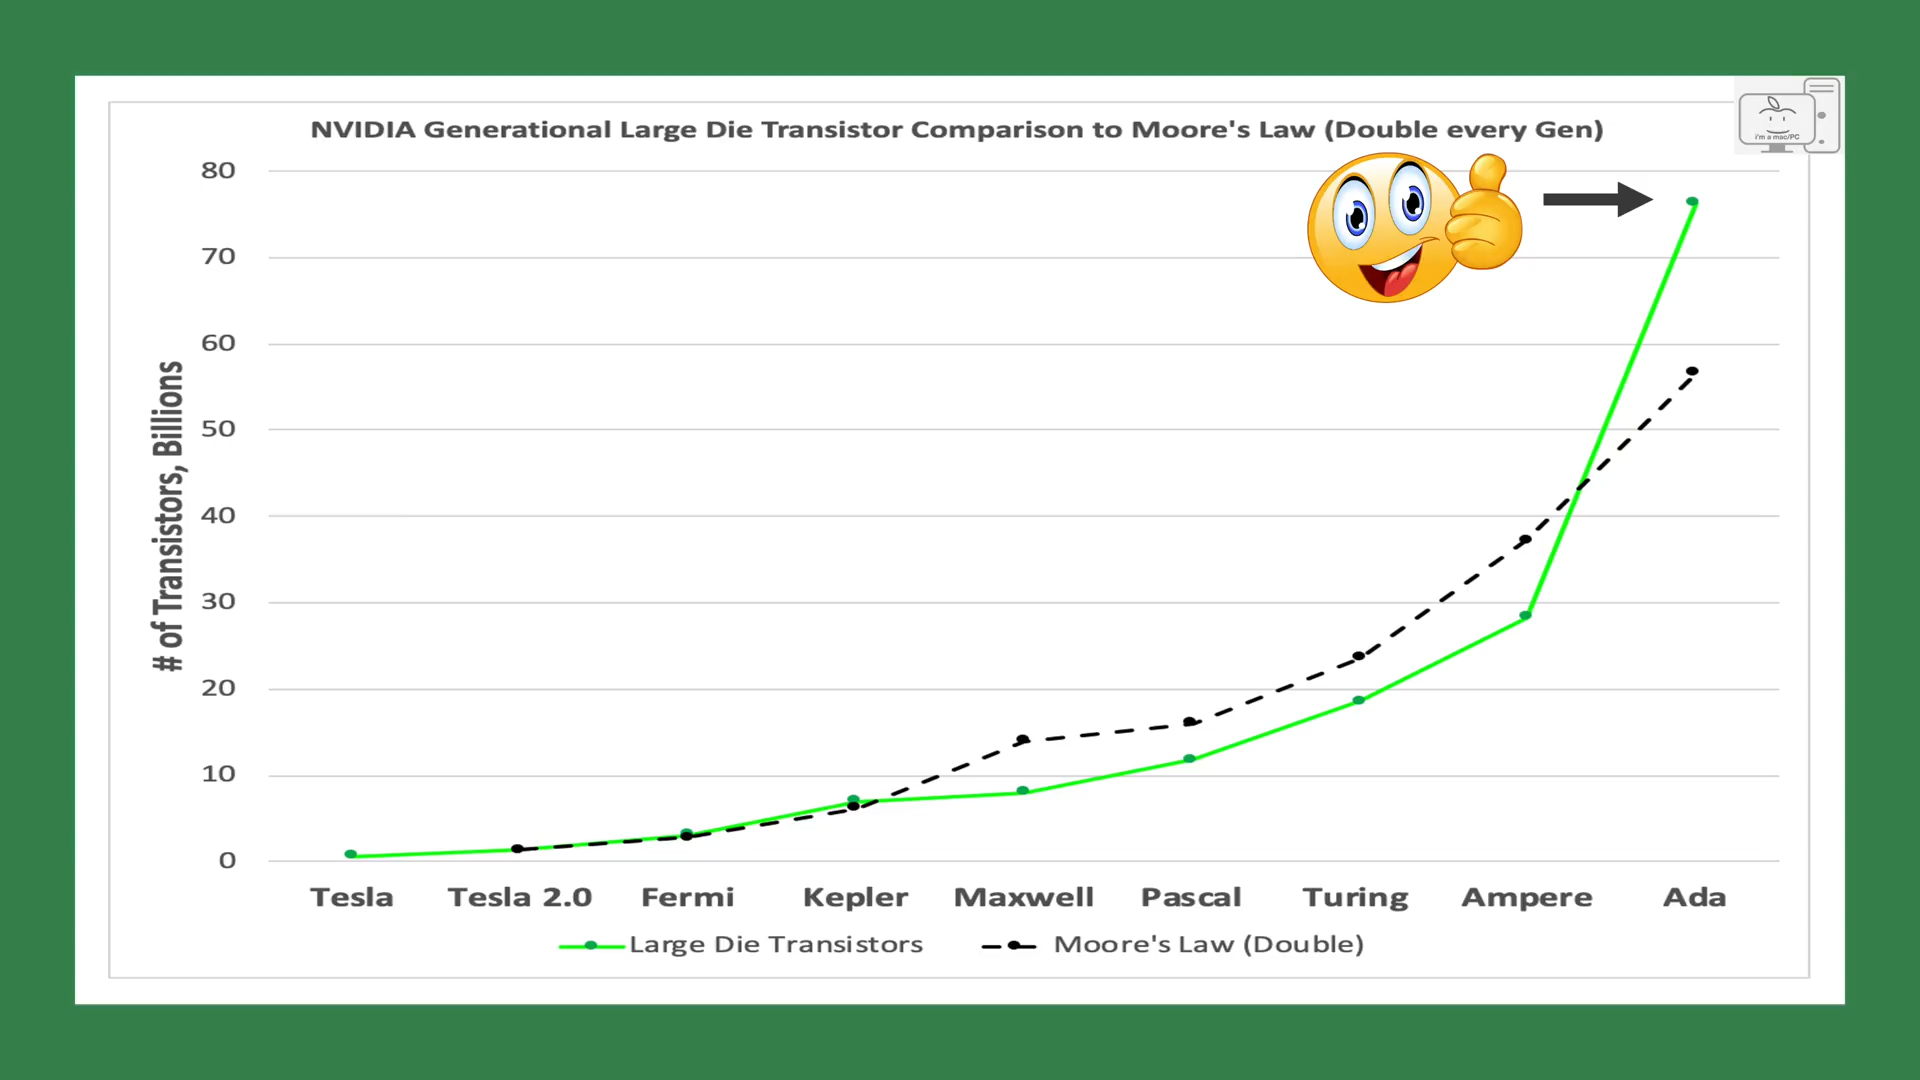 NVIDIA Generational Large Die Transistor Comparison to Moore's Law (Double every Gen)
i'm a mac/PC
# of Transistors, Billions
80
70
60
50
40
30
20
10
0
Tesla Tesla 2.0 Fermi Kepler Maxwell Pascal Turing Ampere Ada
Large Die Transistors Moore's Law (Double)